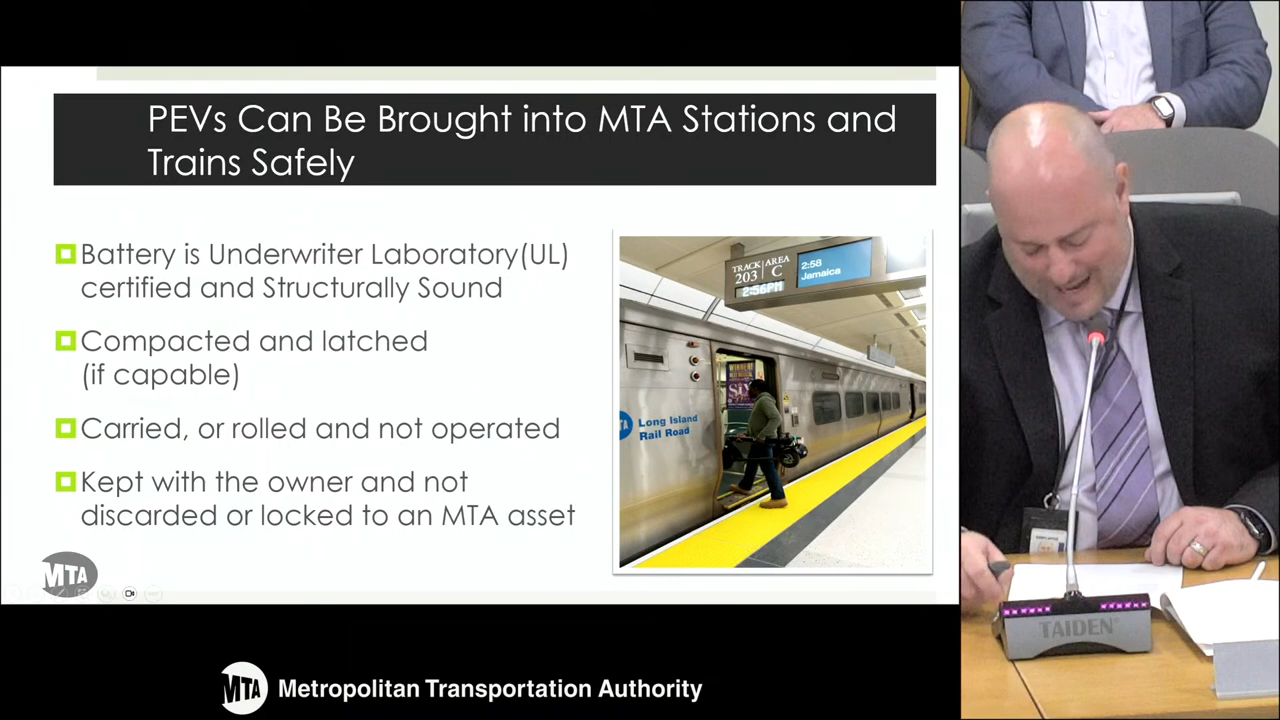 PEVs Can Be Brought into MTA Stations and
Trains Safely
Battery is Underwriter Laboratory(UL)
certified and Structurally Sound
Compacted and latched
(if capable)
Carried, or rolled and not operated
Kept with the owner and not
discarded or locked to an MTA asset
TRACK AREA
203 C
2:56PM
2:58
Jamaica
SIX
MTA
Long Island
Rail Road
MTA
TAIDEN
MTA Metropolitan Transportation Authority